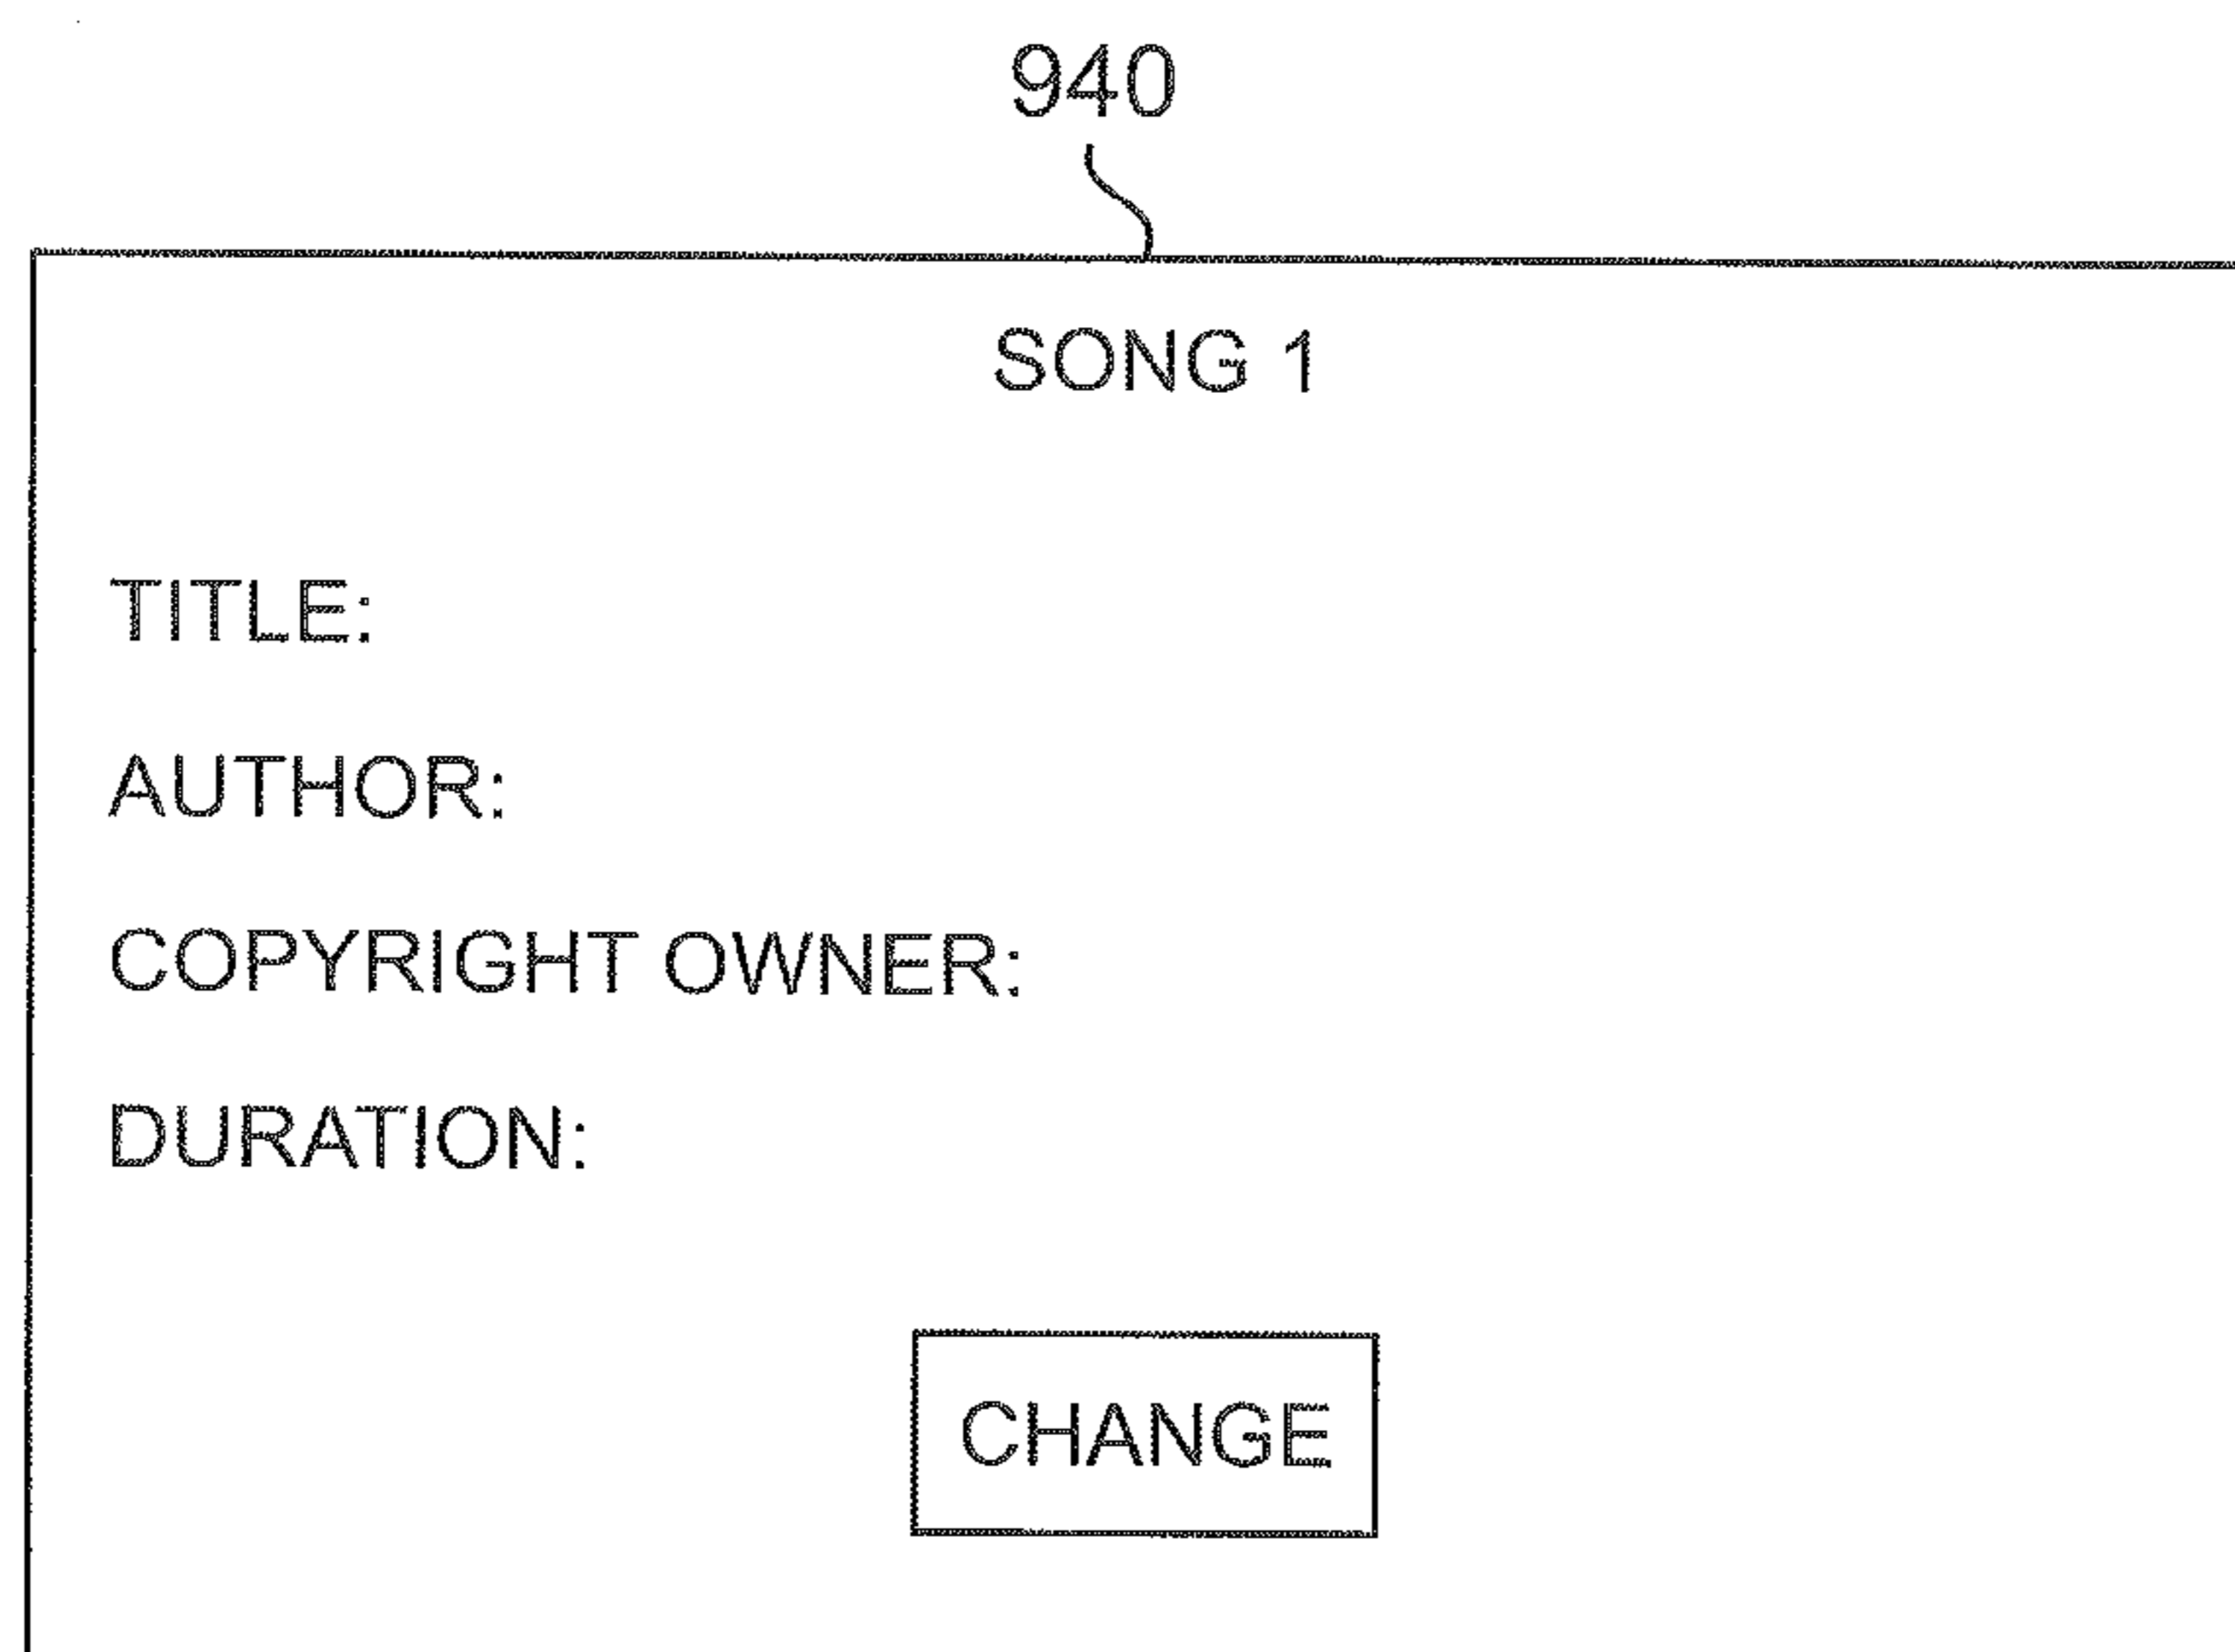 940
SONG 1
TITLE:
AUTHOR:
COPYRIGHT OWNER:
DURATION:
CHANGE